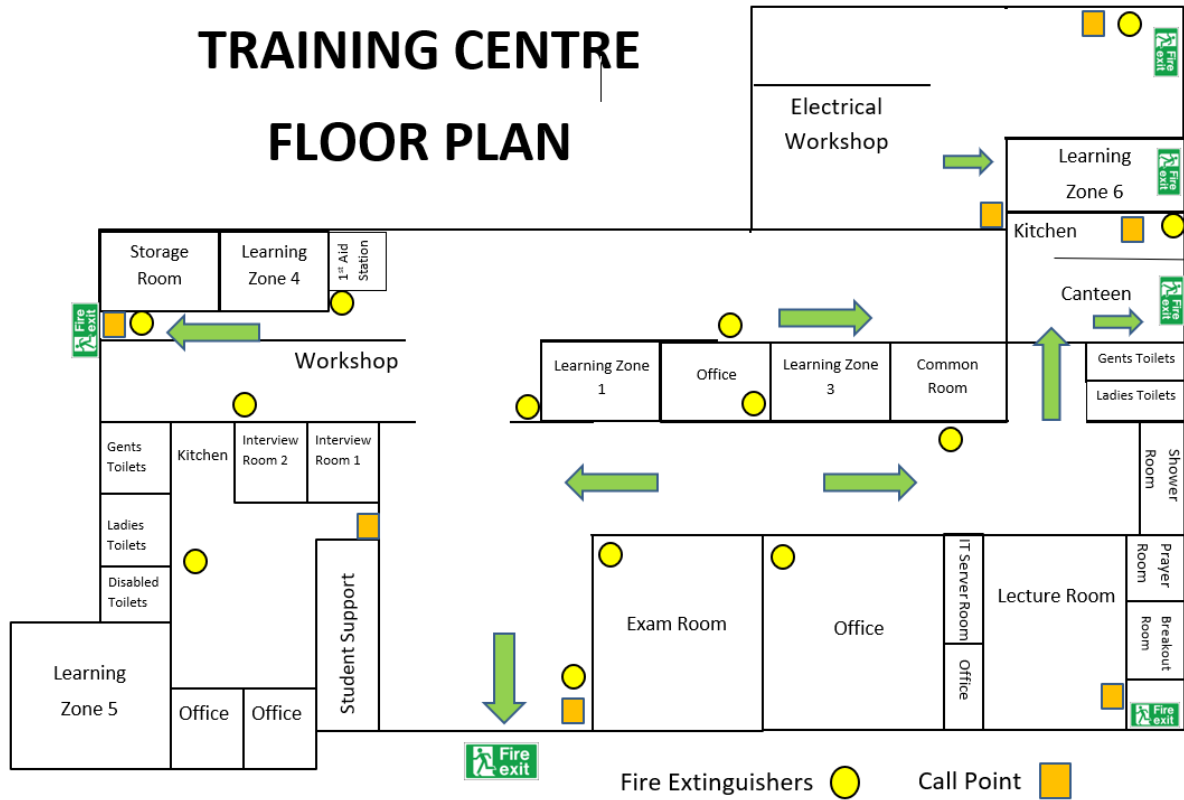 TRAINING CENTRE
FLOOR PLAN
Fire
exit
Electrical
Workshop
Learning
Zone 6
Fire
exit
Storage
Room
Learning
Zone 4
1st Aid
Station
Kitchen
Canteen
Fire
exit
Fire
exit
Workshop
Learning Zone
1
Office
Learning Zone
3
Common
Room
Gents Toilets
Ladies Toilets
Gents
Toilets
Kitchen
Interview
Room 2
Interview
Room 1
Shower
Room
Ladies
Toilets
Disabled
Toilets
Student Support
Exam Room
Office
IT Server Room
Office
Lecture Room
Prayer
Room
Breakout
Room
Learning
Zone 5
Office
Office
Fire
exit
Fire
exit
Fire Extinguishers
Call Point